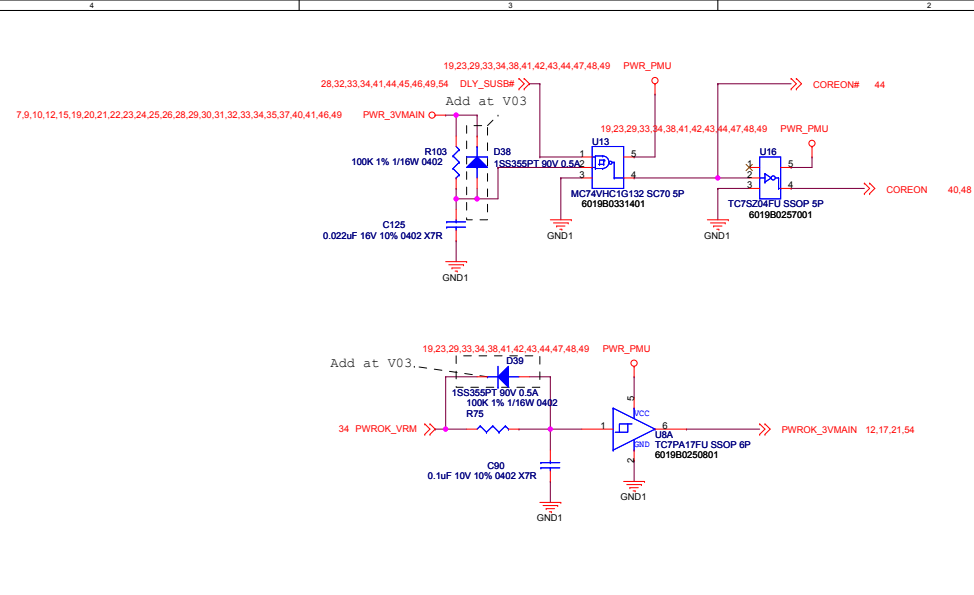 4 3 2
19,23,29,33,34,38,41,42,43,44,47,48,49 PWR_PMU
28,32,33,34,41,44,45,46,49,54 DLY_SUSB#
COREON# 44
Add at V03
7,9,10,12,15,19,20,21,22,23,24,25,26,28,29,30,31,32,33,34,35,37,40,41,46,49 PWR_3VMAIN
19,23,29,33,34,38,41,42,43,44,47,48,49 PWR_PMU
U13
R103
100K 1% 1/16W 0402
D38
1SS355PT 90V 0.5A
1
2
3
5
4
MC74VHC1G132 SC70 5P
6019B0331401
U16
1
2
3
5
4
TC7SZ04FU SSOP 5P
6019B0257001
COREON 40,48
C125
0.022uF 16V 10% 0402 X7R
GND1
GND1
GND1
19,23,29,33,34,38,41,42,43,44,47,48,49 PWR_PMU
Add at V03
D39
1SS355PT 90V 0.5A
100K 1% 1/16W 0402
R75
34 PWROK_VRM
5
VCC
1
6
GND
2
U8A
TC7PA17FU SSOP 6P
6019B0250801
PWROK_3VMAIN 12,17,21,54
C90
0.1uF 10V 10% 0402 X7R
GND1
GND1